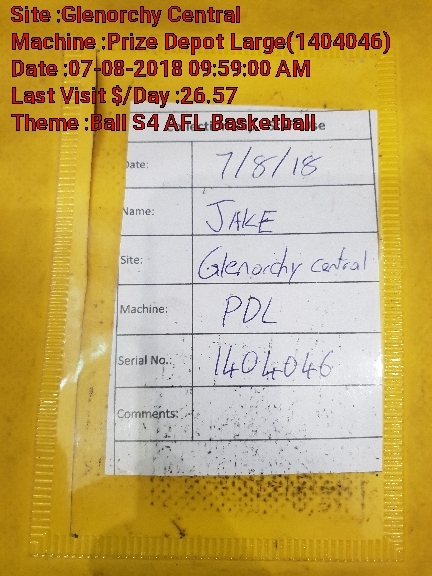 Site :Glenorchy Central
Machine :Prize Depot Large(1404046)
Date :07-08-2018 09:59:00 AM
Last Visit $/Day :26.57
Theme :Ball S4 AFL Basketball
Date: 7/8/18
Name: JAKE
Site: Glenorchy central
Machine: PDL
Serial No.: 1404046
Comments: